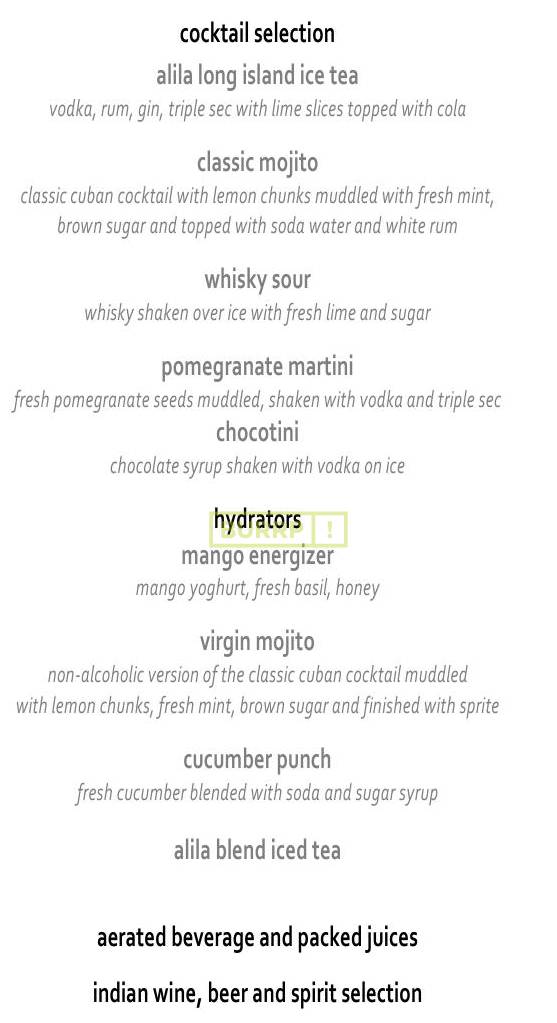 cocktail selection
alila long island ice tea
vodka, rum, gin, triple sec with lime slices topped with cola
classic mojito
classic cuban cocktail with lemon chunks muddled with fresh mint,
brown sugar and topped with soda water and white rum
whisky sour
whisky shaken over ice with fresh lime and sugar
pomegranate martini
fresh pomegranate seeds muddled, shaken with vodka and triple sec
chocotini
chocolate syrup shaken with vodka on ice
hydrators
BURRP!
mango energizer
mango yoghurt, fresh basil, honey
virgin mojito
non-alcoholic version of the classic cuban cocktail muddled
with lemon chunks, fresh mint, brown sugar and finished with sprite
cucumber punch
fresh cucumber blended with soda and sugar syrup
alila blend iced tea
aerated beverage and packed juices
indian wine, beer and spirit selection